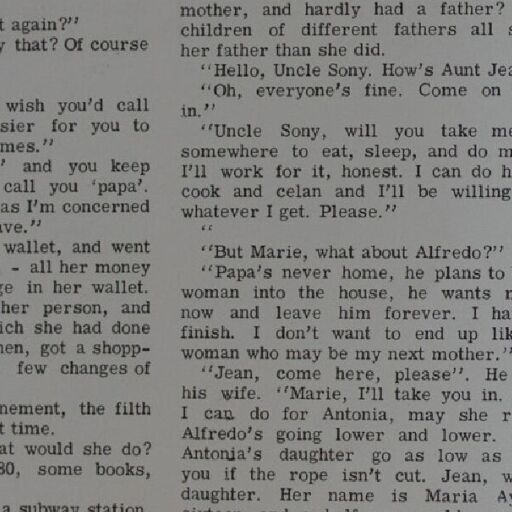 t again?"
y that? Of course
wish you'd call
sier for you to
mes."
' and you keep
call you 'papa'.
as I'm concerned
ave."
wallet, and went
- all her money
ge in her wallet.
her person, and
ich she had done
hen, got a shopp-
few changes of
nement, the filth
t time.
at would she do?
80, some books,
a subway station
mother, and hardly had a father?
children of different fathers all s
her father than she did.
"Hello, Uncle Sony. How's Aunt Jea
"Oh, everyone's fine. Come on
in."
"Uncle Sony, will you take me
somewhere to eat, sleep, and do m
I'll work for it, honest. I can do h
cook and celan and I'll be willing
whatever I get. Please."
"
"But Marie, what about Alfredo?"
"Papa's never home, he plans to
woman into the house, he wants m
now and leave him forever. I ha
finish. I don't want to end up lik
woman who may be my next mother."
"Jean, come here, please". He
his wife. "Marie, I'll take you in.
I can do for Antonia, may she r
Alfredo's going lower and lower.
Antonia's daughter go as low as
you if the rope isn't cut. Jean, w
daughter. Her name is Maria Ay